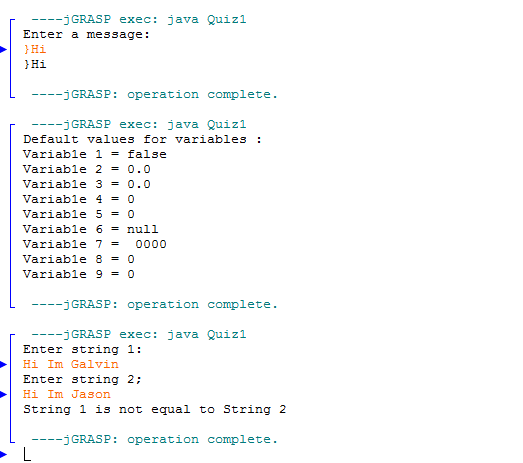 ----jGRASP exec: java Quiz1
Enter a message:
}Hi
}Hi
----jGRASP: operation complete.
----jGRASP exec: java Quiz1
Default values for variables :
Variable 1 = false
Variable 2 = 0.0
Variable 3 = 0.0
Variable 4 = 0
Variable 5 = 0
Variable 6 = null
Variable 7 =  0000
Variable 8 = 0
Variable 9 = 0
----jGRASP: operation complete.
----jGRASP exec: java Quiz1
Enter string 1:
Hi Im Galvin
Enter string 2;
Hi Im Jason
String 1 is not equal to String 2
----jGRASP: operation complete.